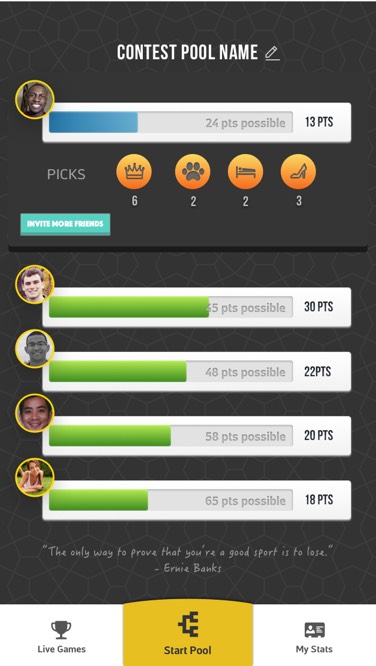 CONTEST POOL NAME
24 pts possible 13 PTS
PICKS
6 2 2 3
INVITE MORE FRIENDS
5 pts possible 30 PTS
48 pts possible 22PTS
58 pts possible 20 PTS
65 pts possible 18 PTS
“The only way to prove that you’re a good sport is to lose.”
- Ernie Banks
Live Games Start Pool My Stats